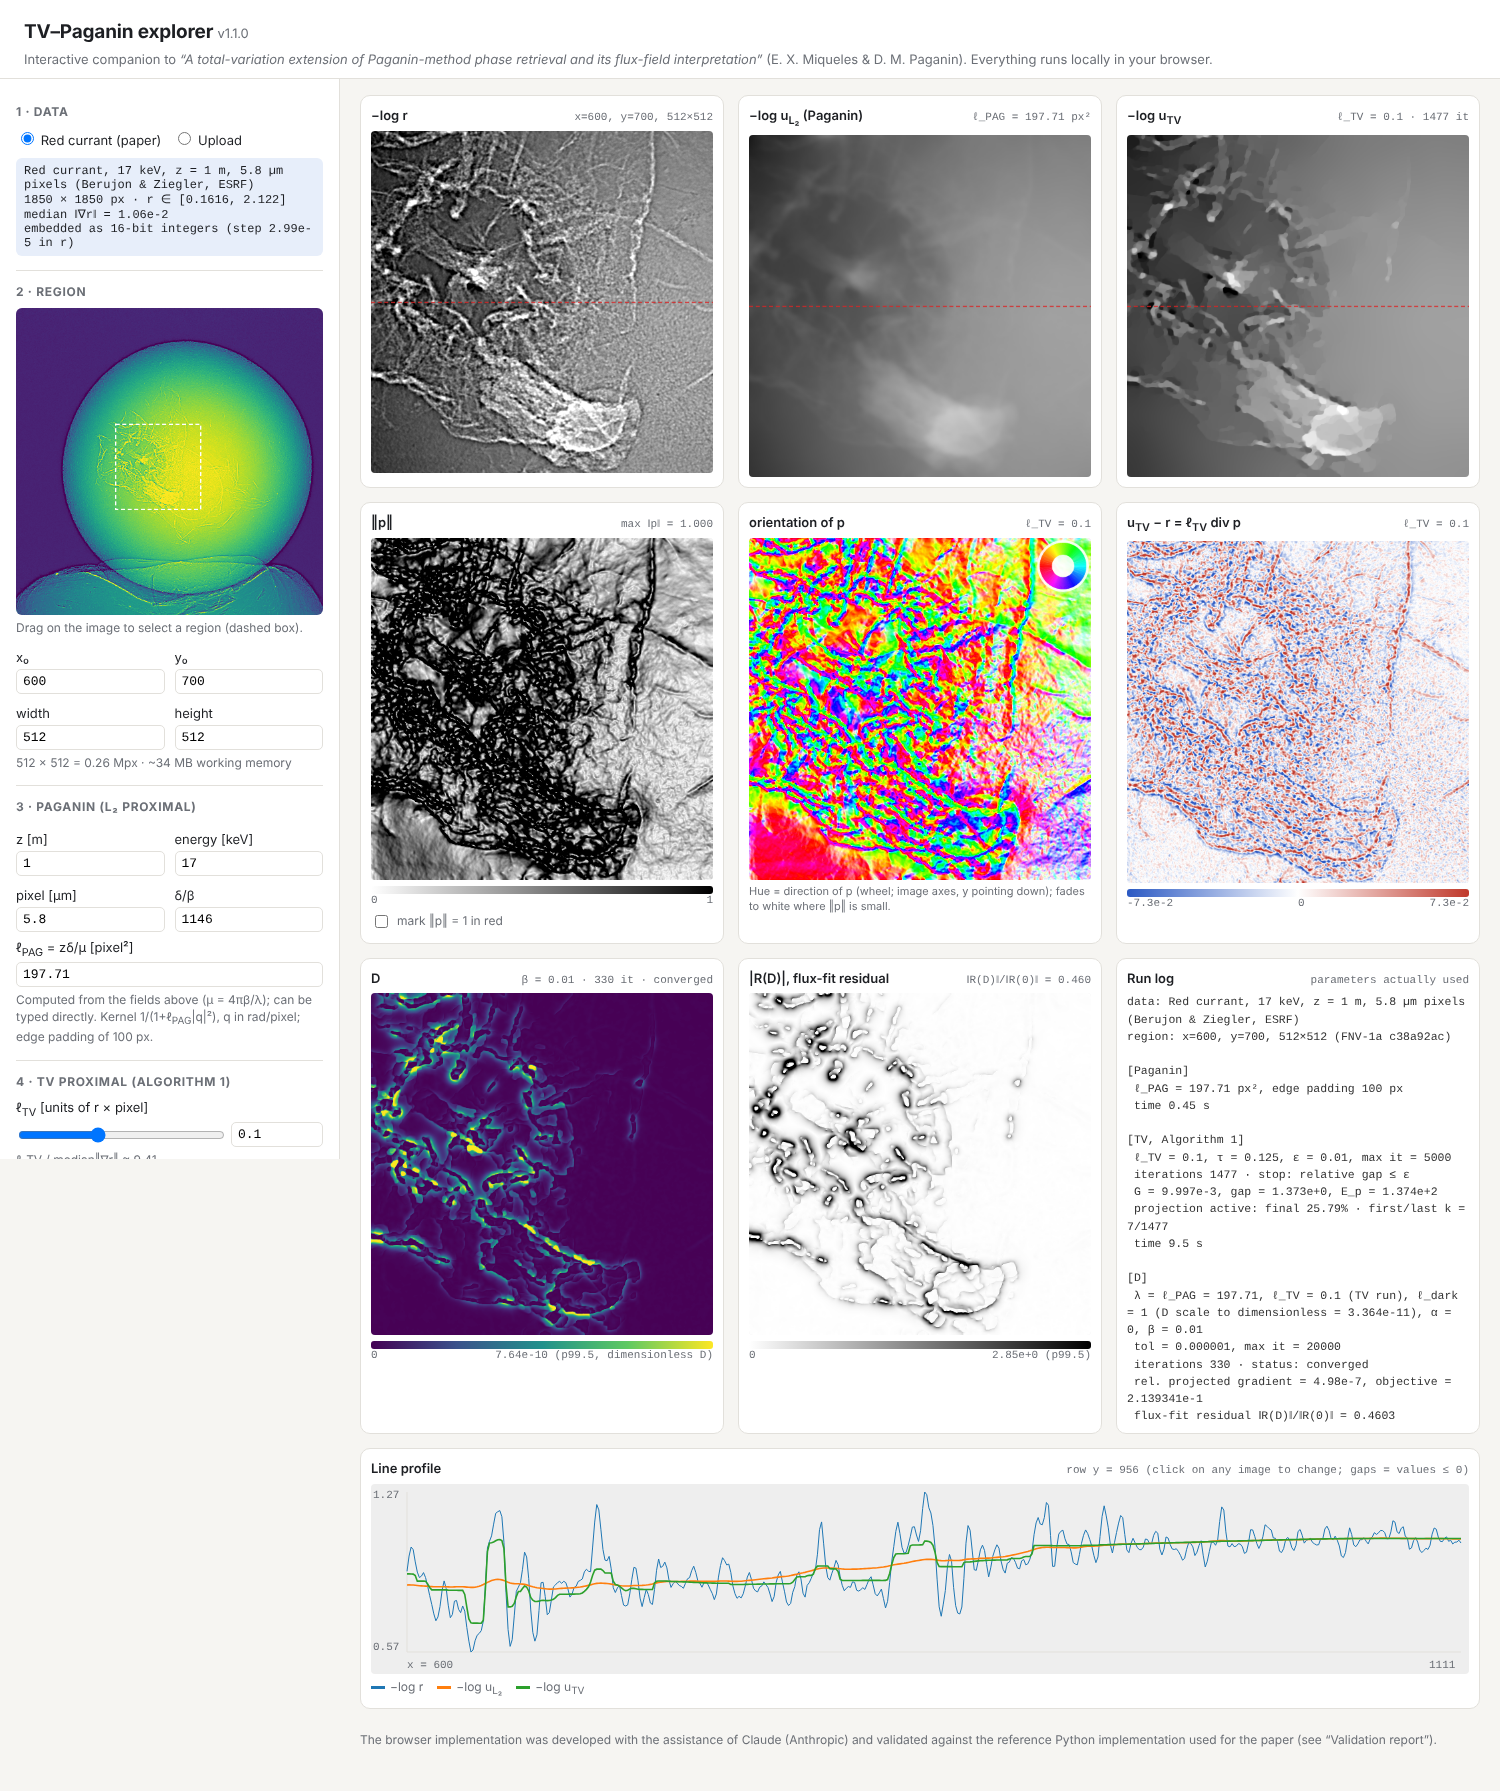 TV–Paganin explorer v1.1.0
Interactive companion to “A total-variation extension of Paganin-method phase retrieval and its flux-field interpretation” (E. X. Miqueles & D. M. Paganin). Everything runs locally in your browser.
1 · DATA
Red currant (paper) Upload
Red currant, 17 keV, z = 1 m, 5.8 µm
pixels (Berujon & Ziegler, ESRF)
1850 × 1850 px · r ∈ [0.1616, 2.122]
median ‖∇r‖ = 1.06e-2
embedded as 16-bit integers (step 2.99e-
5 in r)
2 · REGION
Drag on the image to select a region (dashed box).
x₀ y₀
600 700
width height
512 512
512 × 512 = 0.26 Mpx · ~34 MB working memory
3 · PAGANIN (L₂ PROXIMAL)
z [m] energy [keV]
1 17
pixel [µm] δ/β
5.8 1146
ℓPAG = zδ/µ [pixel²]
197.71
Computed from the fields above (µ = 4πβ/λ); can be
typed directly. Kernel 1/(1+ℓPAG|q|²), q in rad/pixel;
edge padding of 100 px.
4 · TV PROXIMAL (ALGORITHM 1)
ℓTV [units of r × pixel]
0.1
−log r x=600, y=700, 512×512
−log uL₂ (Paganin) ℓ_PAG = 197.71 px²
−log uTV ℓ_TV = 0.1 · 1477 it
‖p‖ max ‖p‖ = 1.000
0 1
mark ‖p‖ = 1 in red
orientation of p ℓ_TV = 0.1
Hue = direction of p (wheel; image axes, y pointing down); fades
to white where ‖p‖ is small.
uTV − r = ℓTV div p ℓ_TV = 0.1
-7.3e-2 0 7.3e-2
D β = 0.01 · 330 it · converged
0 7.64e-10 (p99.5, dimensionless D)
|R(D)|, flux-fit residual ‖R(D)‖/‖R(0)‖ = 0.460
0 2.85e+0 (p99.5)
Run log parameters actually used
data: Red currant, 17 keV, z = 1 m, 5.8 µm pixels
(Berujon & Ziegler, ESRF)
region: x=600, y=700, 512×512 (FNV-1a c38a92ac)
[Paganin]
ℓ_PAG = 197.71 px², edge padding 100 px
time 0.45 s
[TV, Algorithm 1]
ℓ_TV = 0.1, τ = 0.125, ε = 0.01, max it = 5000
iterations 1477 · stop: relative gap ≤ ε
G = 9.997e-3, gap = 1.373e+0, E_p = 1.374e+2
projection active: final 25.79% · first/last k =
7/1477
time 9.5 s
[D]
λ = ℓ_PAG = 197.71, ℓ_TV = 0.1 (TV run), ℓ_dark
= 1 (D scale to dimensionless = 3.364e-11), α =
0, β = 0.01
tol = 0.000001, max it = 20000
iterations 330 · status: converged
rel. projected gradient = 4.98e-7, objective =
2.139341e-1
flux-fit residual ‖R(D)‖/‖R(0)‖ = 0.4603
Line profile row y = 956 (click on any image to change; gaps = values ≤ 0)
1.27
0.57
x = 600 1111
−log r −log uL₂ −log uTV
The browser implementation was developed with the assistance of Claude (Anthropic) and validated against the reference Python implementation used for the paper (see “Validation report”).